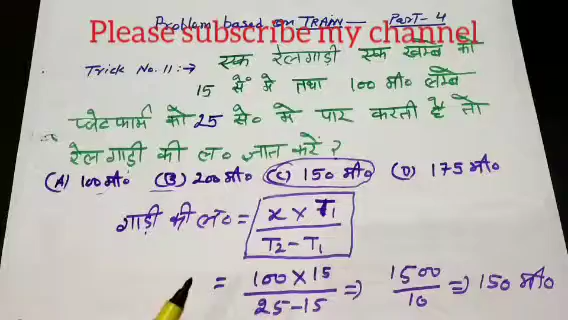 Problem based on TRAIN — Part-4
Please subscribe my channel
Trick No. 11:→ एक रेलगाड़ी एक खम्बे को
15 से० मे तथा 100 मी० लम्बे
प्लेटफार्म को 25 से० मे पार करती है तो
रेलगाड़ी की ल० ज्ञात करें ?
(A) 100 मी० (B) 200 मी० (C) 150 मी० (D) 175 मी०
गाड़ी की ल० = x × T₁ / T₂ - T₁
= 100 × 15 / 25 - 15 ⇒ 1500 / 10 ⇒ 150 मी०